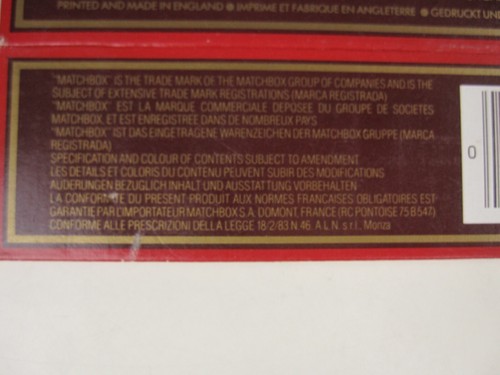 PRINTED AND MADE IN ENGLAND ● IMPRIMÉ ET FABRIQUÉ EN ANGLETERRE ● GEDRUCKT UND
"MATCHBOX" IS THE TRADE MARK OF THE MATCHBOX GROUP OF COMPANIES AND IS THE
SUBJECT OF EXTENSIVE TRADE MARK REGISTRATIONS (MARCA REGISTRADA)
"MATCHBOX" EST LA MARQUE COMMERCIALE DEPOSEE DU GROUPE DE SOCIETES
MATCHBOX, ET EST ENREGISTREE DANS DE NOMBREUX PAYS
"MATCHBOX" IST DAS EINGETRAGENE WARENZEICHEN DER MATCHBOX GRUPPE (MARCA
REGISTRADA)
SPECIFICATION AND COLOUR OF CONTENTS SUBJECT TO AMENDMENT
LES DETAILS ET COLORIS DU CONTENU PEUVENT SUBIR DES MODIFICATIONS
ÄUDERUNGEN BEZUGLICH INHALT UND AUSSTATTUNG VORBEHALTEN
LA CONFORMITE DU PRESENT PRODUIT AUX NORMES FRANCAISES OBLIGATOIRES EST
GARANTIE PAR L'IMPORTATEUR MATCHBOX S.A. DOMONT, FRANCE (RC PONTOISE 75 B 547)
CONFORME ALLE PRESCRIZIONI DELLA LEGGE 18/2/83 N.46. A L N. s r l., Monza
0